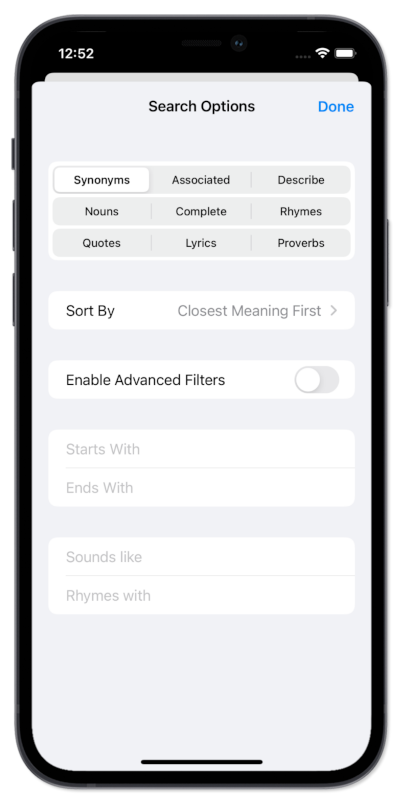 12:52
Search Options Done
Synonyms Associated Describe
Nouns Complete Rhymes
Quotes Lyrics Proverbs
Sort By Closest Meaning First
Enable Advanced Filters
Starts With
Ends With
Sounds like
Rhymes with